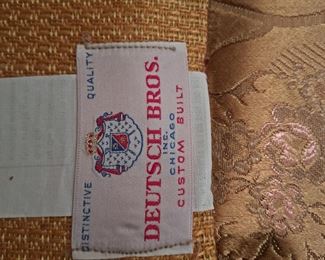 DISTINCTIVE QUALITY
DEUTSCH BROS.
INC.
CHICAGO
CUSTOM BUILT